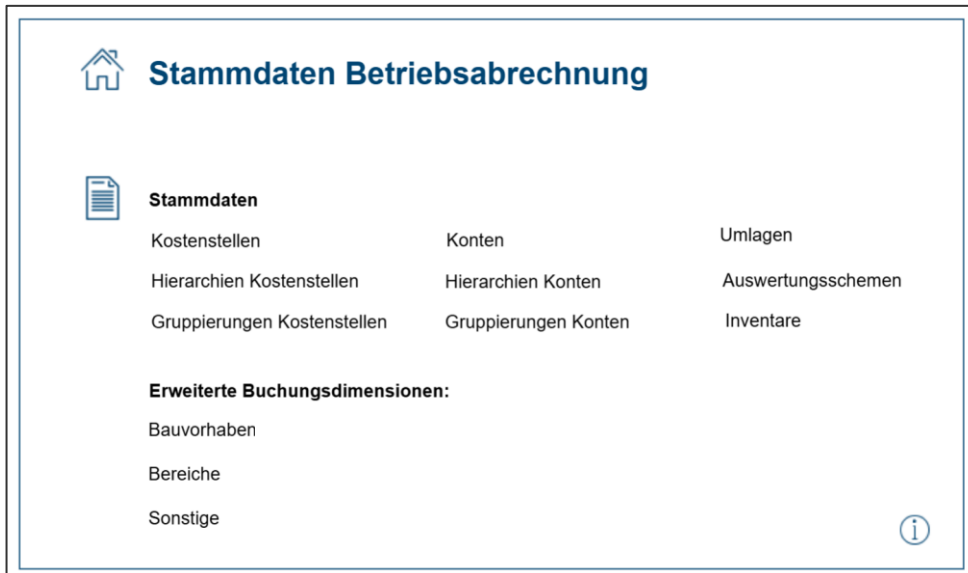 Stammdaten Betriebsabrechnung
Stammdaten
Kostenstellen Konten Umlagen
Hierarchien Kostenstellen Hierarchien Konten Auswertungsschemen
Gruppierungen Kostenstellen Gruppierungen Konten Inventare
Erweiterte Buchungsdimensionen:
Bauvorhaben
Bereiche
Sonstige